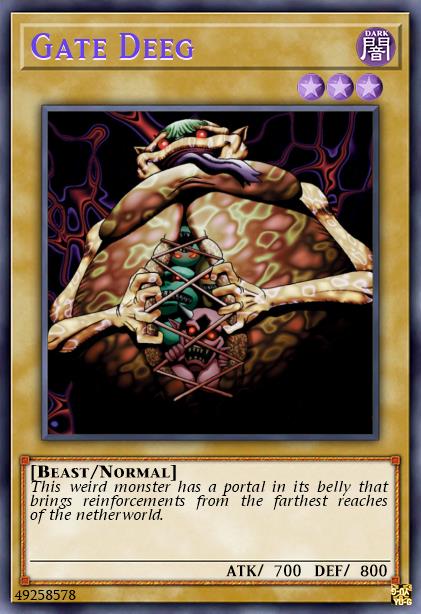 Gate Deeg
DARK
闇
[Beast/Normal]
This weird monster has a portal in its belly that
brings reinforcements from the farthest reaches
of the netherworld.
ATK/ 700 DEF/ 800
49258578